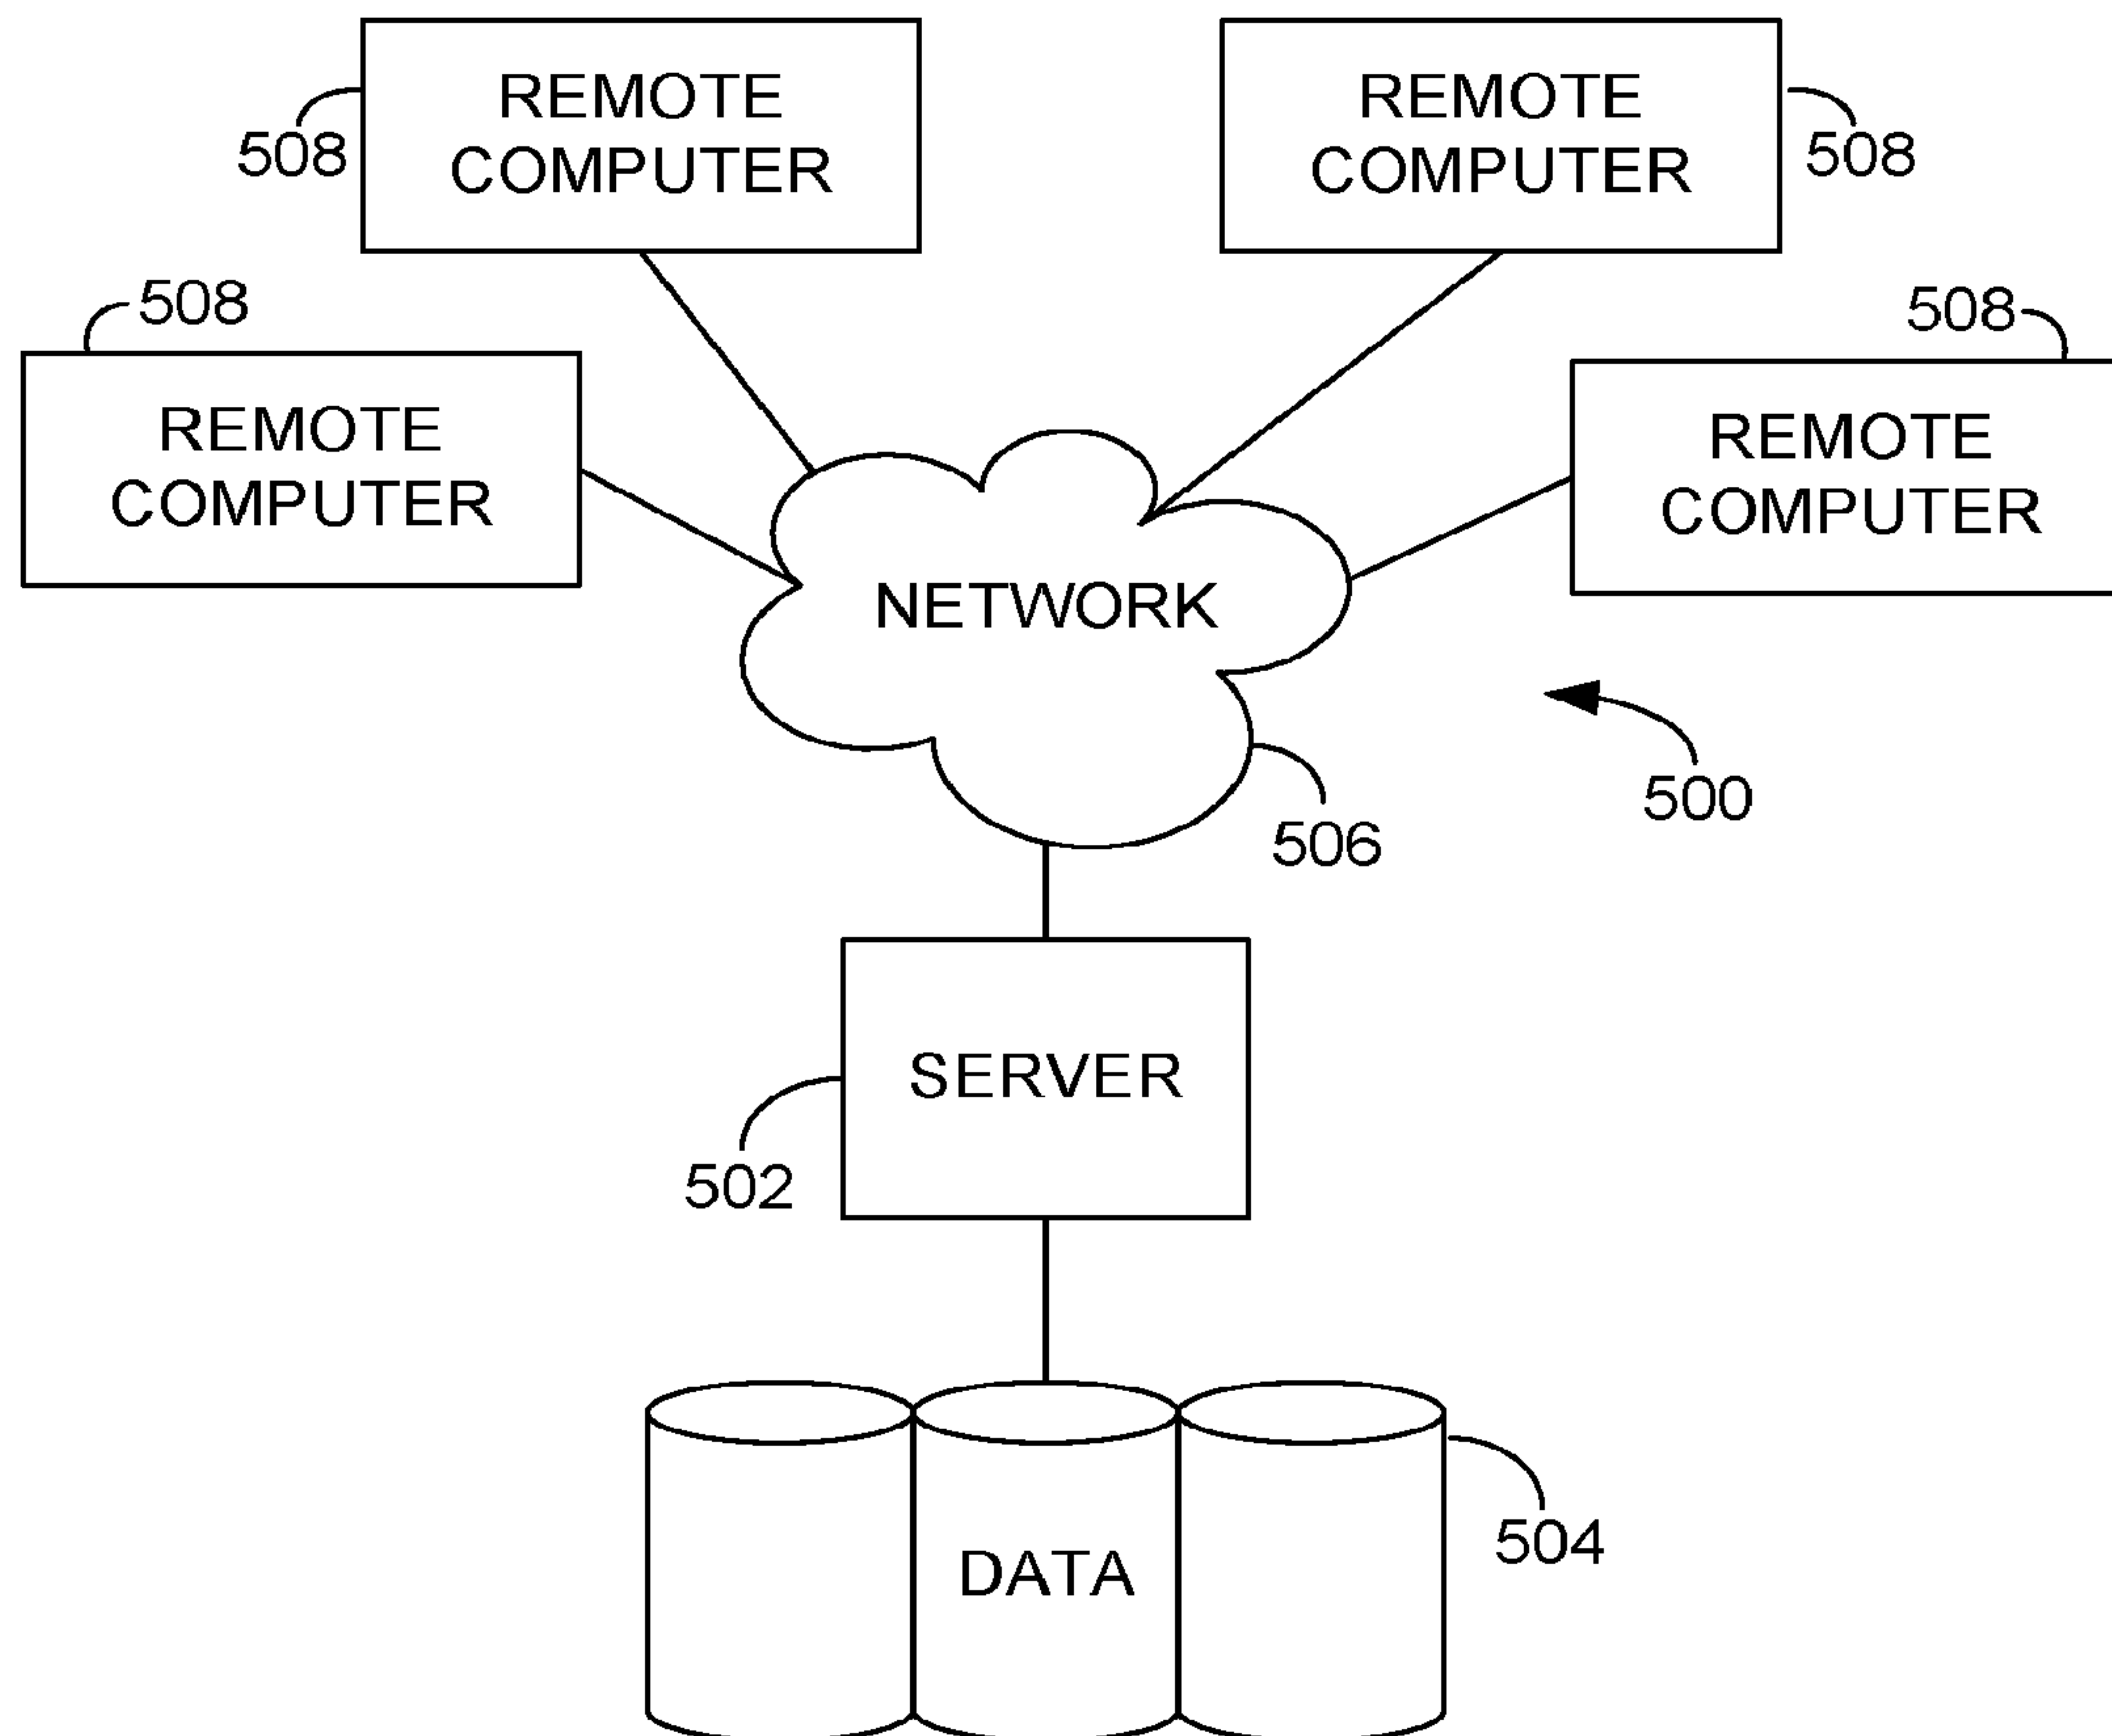 REMOTE
COMPUTER
508
REMOTE
COMPUTER
508
508
REMOTE
COMPUTER
508
REMOTE
COMPUTER
NETWORK
500
506
SERVER
502
504
DATA